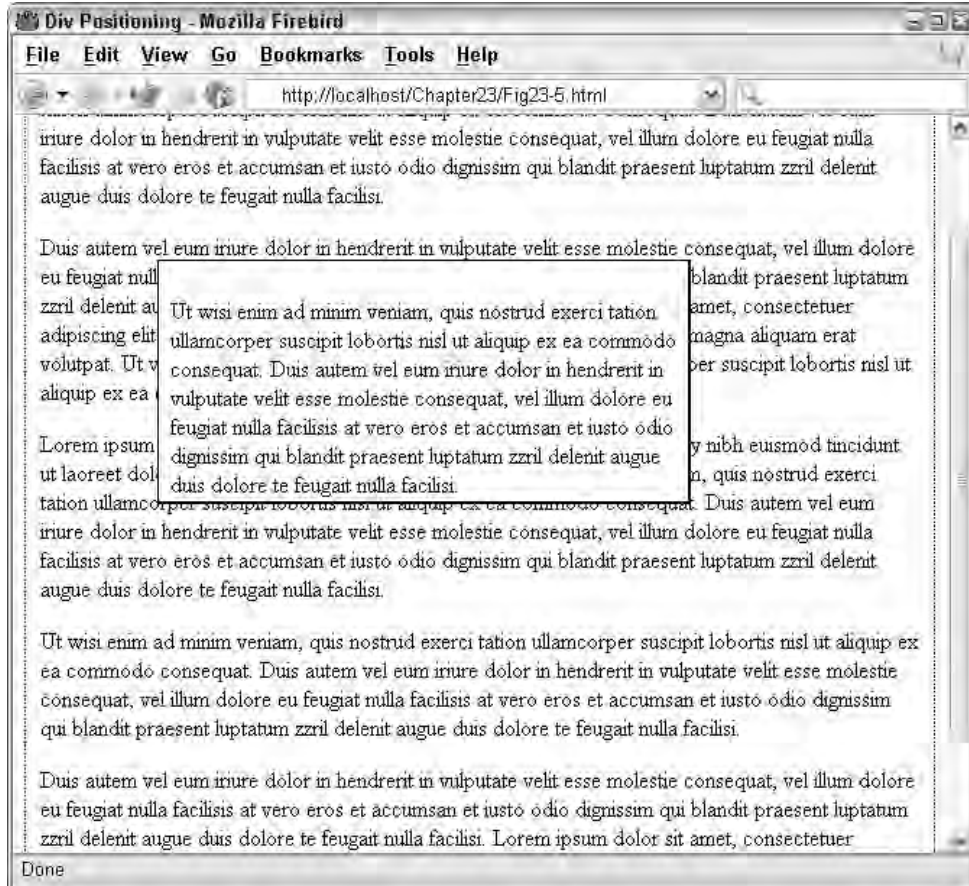 Div Positioning - Mozilla Firebird
File Edit View Go Bookmarks Tools Help
http://localhost/Chapter23/Fig23-5.html
iriure dolor in hendrerit in vulputate velit esse molestie consequat, vel illum dolore eu feugiat nulla
facilisis at vero eros et accumsan et iusto odio dignissim qui blandit praesent luptatum zzril delenit
augue duis dolore te feugait nulla facilisi.
Duis autem vel eum iriure dolor in hendrerit in vulputate velit esse molestie consequat, vel illum dolore
eu feugiat null blandit praesent luptatum
zzril delenit au amet, consectetuer
adipiscing elit magna aliquam erat
volutpat. Ut w per suscipit lobortis nisl ut
aliquip ex ea
Ut wisi enim ad minim veniam, quis nostrud exerci tation
ullamcorper suscipit lobortis nisl ut aliquip ex ea commodo
consequat. Duis autem vel eum iriure dolor in hendrerit in
vulputate velit esse molestie consequat, vel illum dolore eu
feugiat nulla facilisis at vero eros et accumsan et iusto odio
dignissim qui blandit praesent luptatum zzril delenit augue
duis dolore te feugait nulla facilisi.
Lorem ipsum y nibh euismod tincidunt
ut laoreet dol n, quis nostrud exerci
tation ullamcorper suscipit lobortis nisl ut aliquip ex ea commodo consequat. Duis autem vel eum
iriure dolor in hendrerit in vulputate velit esse molestie consequat, vel illum dolore eu feugiat nulla
facilisis at vero eros et accumsan et iusto odio dignissim qui blandit praesent luptatum zzril delenit
augue duis dolore te feugait nulla facilisi.
Ut wisi enim ad minim veniam, quis nostrud exerci tation ullamcorper suscipit lobortis nisl ut aliquip ex
ea commodo consequat. Duis autem vel eum iriure dolor in hendrerit in vulputate velit esse molestie
consequat, vel illum dolore eu feugiat nulla facilisis at vero eros et accumsan et iusto odio dignissim
qui blandit praesent luptatum zzril delenit augue duis dolore te feugait nulla facilisi.
Duis autem vel eum iriure dolor in hendrerit in vulputate velit esse molestie consequat, vel illum dolore
eu feugiat nulla facilisis at vero eros et accumsan et iusto odio dignissim qui blandit praesent luptatum
zzril delenit augue duis dolore te feugait nulla facilisi. Lorem ipsum dolor sit amet, consectetuer
Done